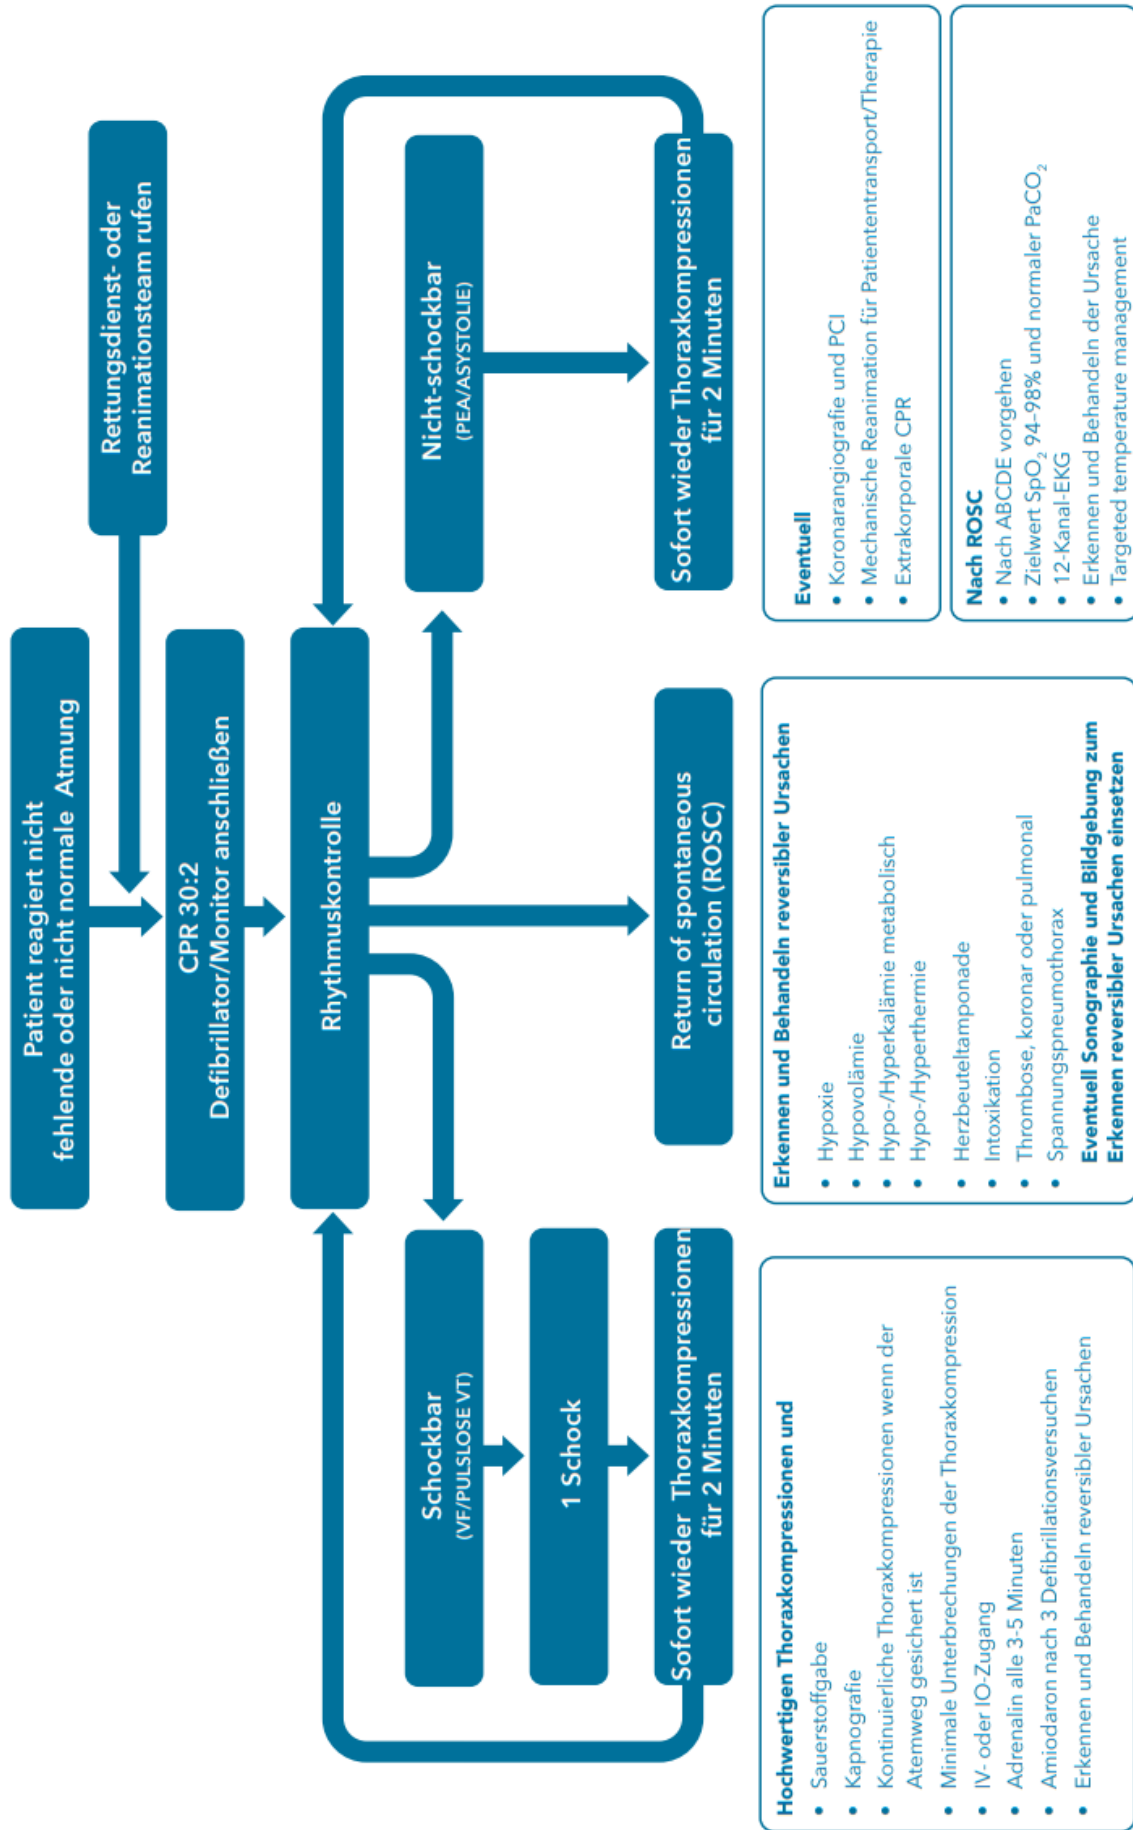 Patient reagiert nicht
fehlende oder nicht normale Atmung
Rettungsdienst- oder
Reanimationsteam rufen
CPR 30:2
Defibrillator/Monitor anschließen
Rhythmuskontrolle
Schockbar
(VF/PULSLOSE VT)
Nicht-schockbar
(PEA/ASYSTOLIE)
1 Schock
Sofort wieder Thoraxkompressionen
für 2 Minuten
Return of spontaneous
circulation (ROSC)
Sofort wieder Thoraxkompressionen
für 2 Minuten
Hochwertigen Thoraxkompressionen und
• Sauerstoffgabe
• Kapnografie
• Kontinuierliche Thoraxkompressionen wenn der
Atemweg gesichert ist
• Minimale Unterbrechungen der Thoraxkompression
• IV- oder IO-Zugang
• Adrenalin alle 3-5 Minuten
• Amiodaron nach 3 Defibrillationsversuchen
• Erkennen und Behandeln reversibler Ursachen
Erkennen und Behandeln reversibler Ursachen
• Hypoxie
• Hypovolämie
• Hypo-/Hyperkalämie metabolisch
• Hypo-/Hyperthermie
• Herzbeuteltamponade
• Intoxikation
• Thrombose, koronar oder pulmonal
• Spannungspneumothorax
Eventuell Sonographie und Bildgebung zum
Erkennen reversibler Ursachen einsetzen
Eventuell
• Koronarangiografie und PCI
• Mechanische Reanimation für Patiententransport/Therapie
• Extrakorporale CPR
Nach ROSC
• Nach ABCDE vorgehen
• Zielwert SpO₂ 94-98% und normaler PaCO₂
• 12-Kanal-EKG
• Erkennen und Behandeln der Ursache
• Targeted temperature management